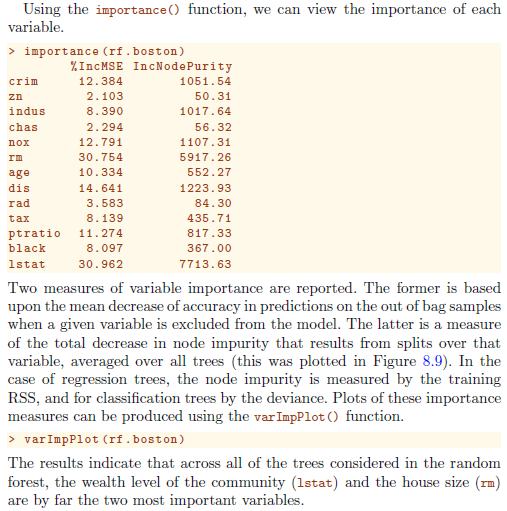 Using the importance() function, we can view the importance of each
variable.
> importance(rf.boston)
%IncMSE IncNodePurity
crim 12.384 1051.54
zn 2.103 50.31
indus 8.390 1017.64
chas 2.294 56.32
nox 12.791 1107.31
rm 30.754 5917.26
age 10.334 552.27
dis 14.641 1223.93
rad 3.583 84.30
tax 8.139 435.71
ptratio 11.274 817.33
black 8.097 367.00
lstat 30.962 7713.63
Two measures of variable importance are reported. The former is based
upon the mean decrease of accuracy in predictions on the out of bag samples
when a given variable is excluded from the model. The latter is a measure
of the total decrease in node impurity that results from splits over that
variable, averaged over all trees (this was plotted in Figure 8.9). In the
case of regression trees, the node impurity is measured by the training
RSS, and for classification trees by the deviance. Plots of these importance
measures can be produced using the varImpPlot() function.
> varImpPlot(rf.boston)
The results indicate that across all of the trees considered in the random
forest, the wealth level of the community (lstat) and the house size (rm)
are by far the two most important variables.